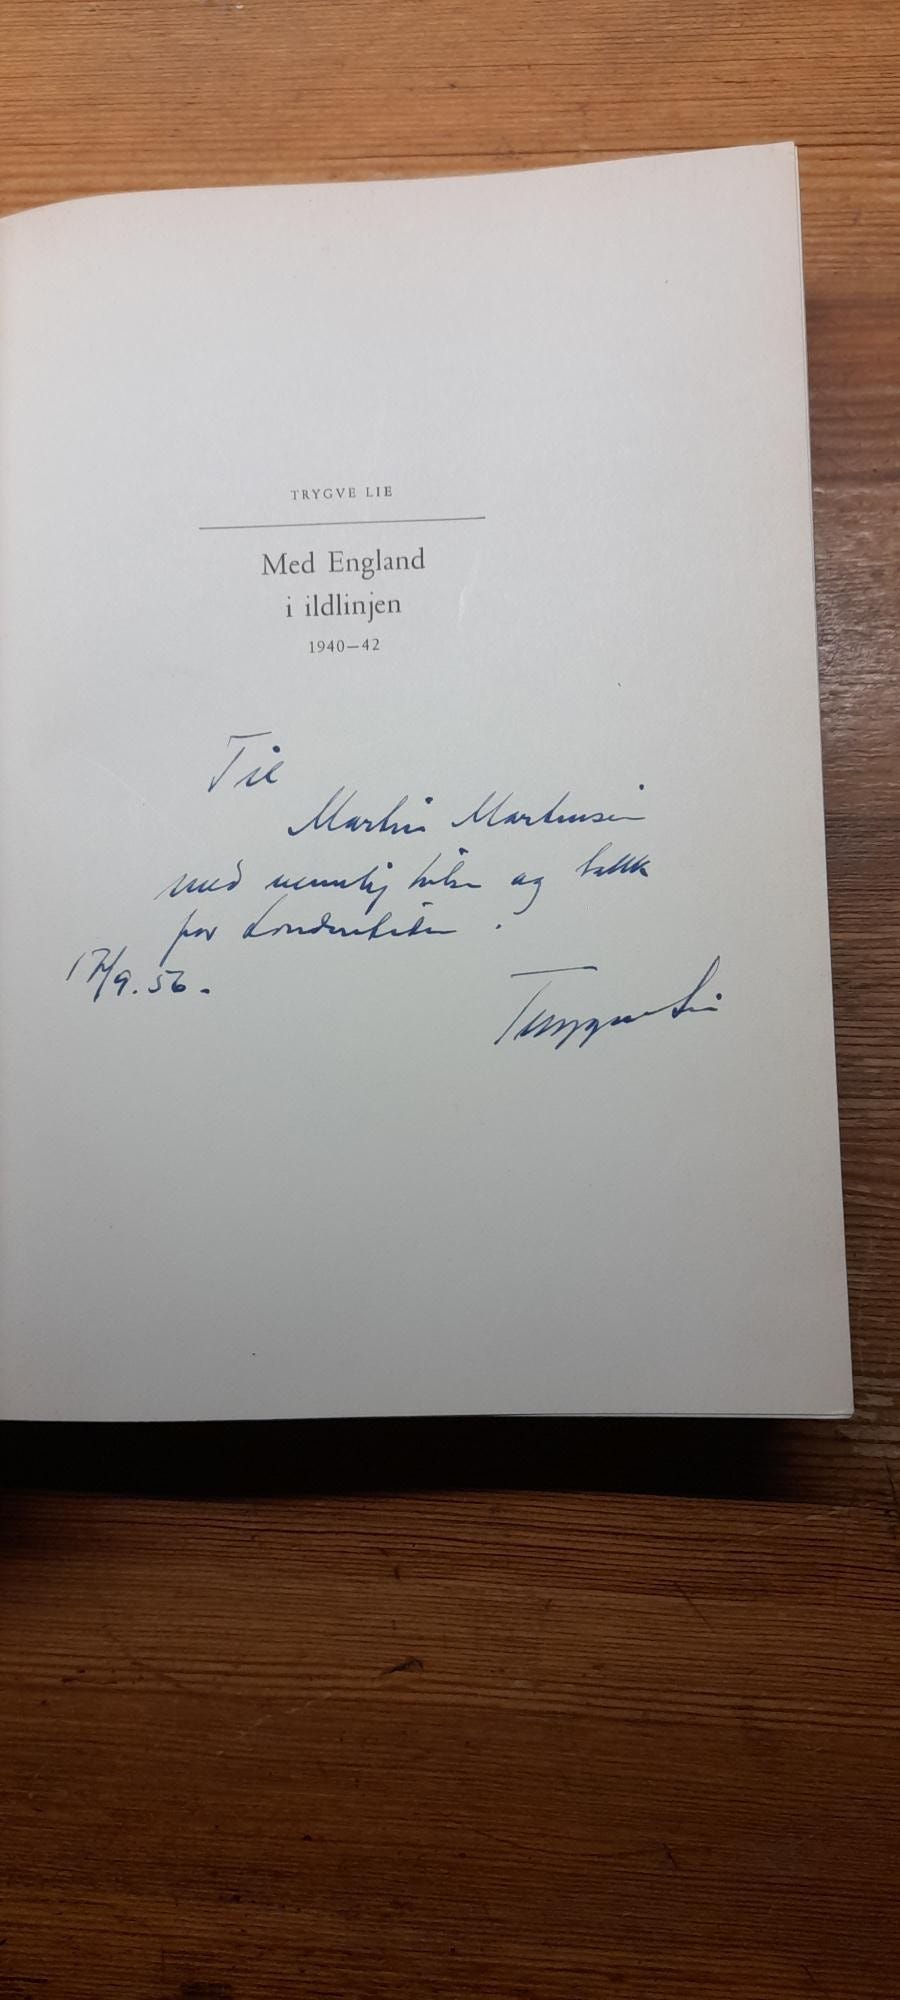 TRYGVE LIE
Med England
i ildlinjen
1940—42
Til
Martin Martinsen
med vennlig hilsen og takk
for Londontiden.
17/9.56.
Trygve Lie